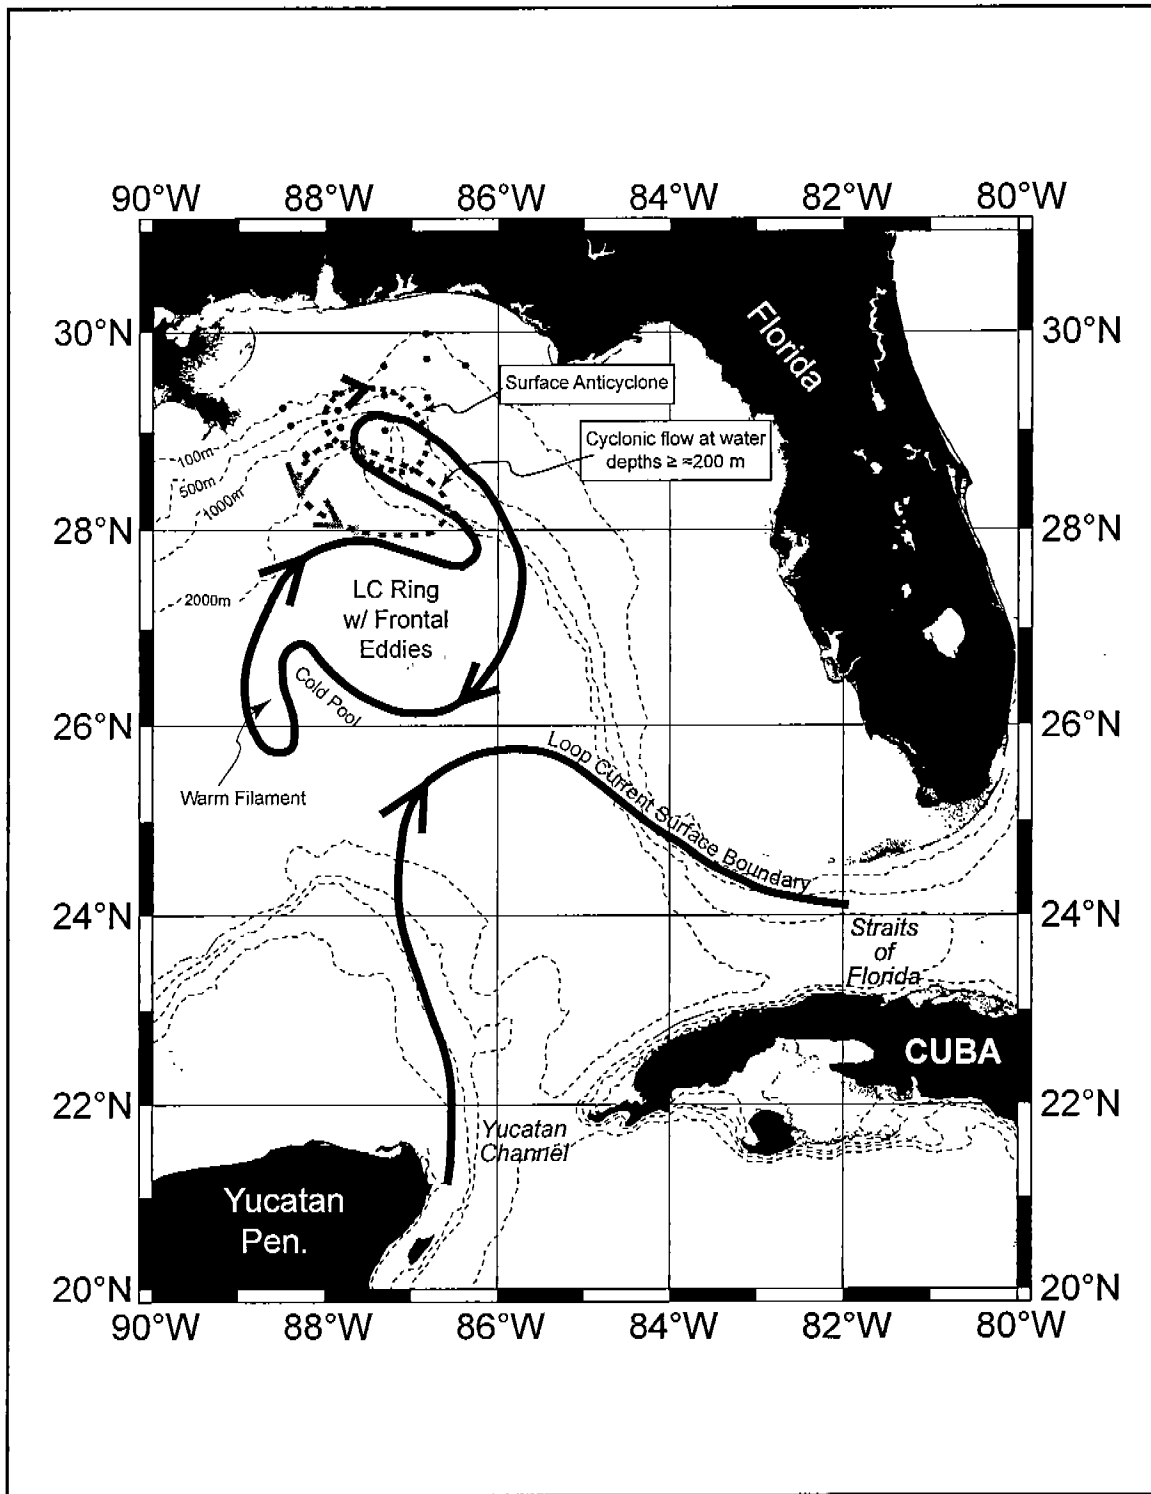 90°W 88°W 86°W 84°W 82°W 80°W
30°N
30°N
Florida
Surface Anticyclone
Cyclonic flow at water
depths ≥ ≈200 m
100m
500m
1000m
28°N
28°N
2000m
LC Ring
w/ Frontal
Eddies
Cold Pool
26°N
26°N
Warm Filament
Loop Current Surface Boundary
24°N
24°N
Straits
of
Florida
CUBA
22°N
22°N
Yucatan
Channel
Yucatan
Pen.
20°N
20°N
90°W 88°W 86°W 84°W 82°W 80°W